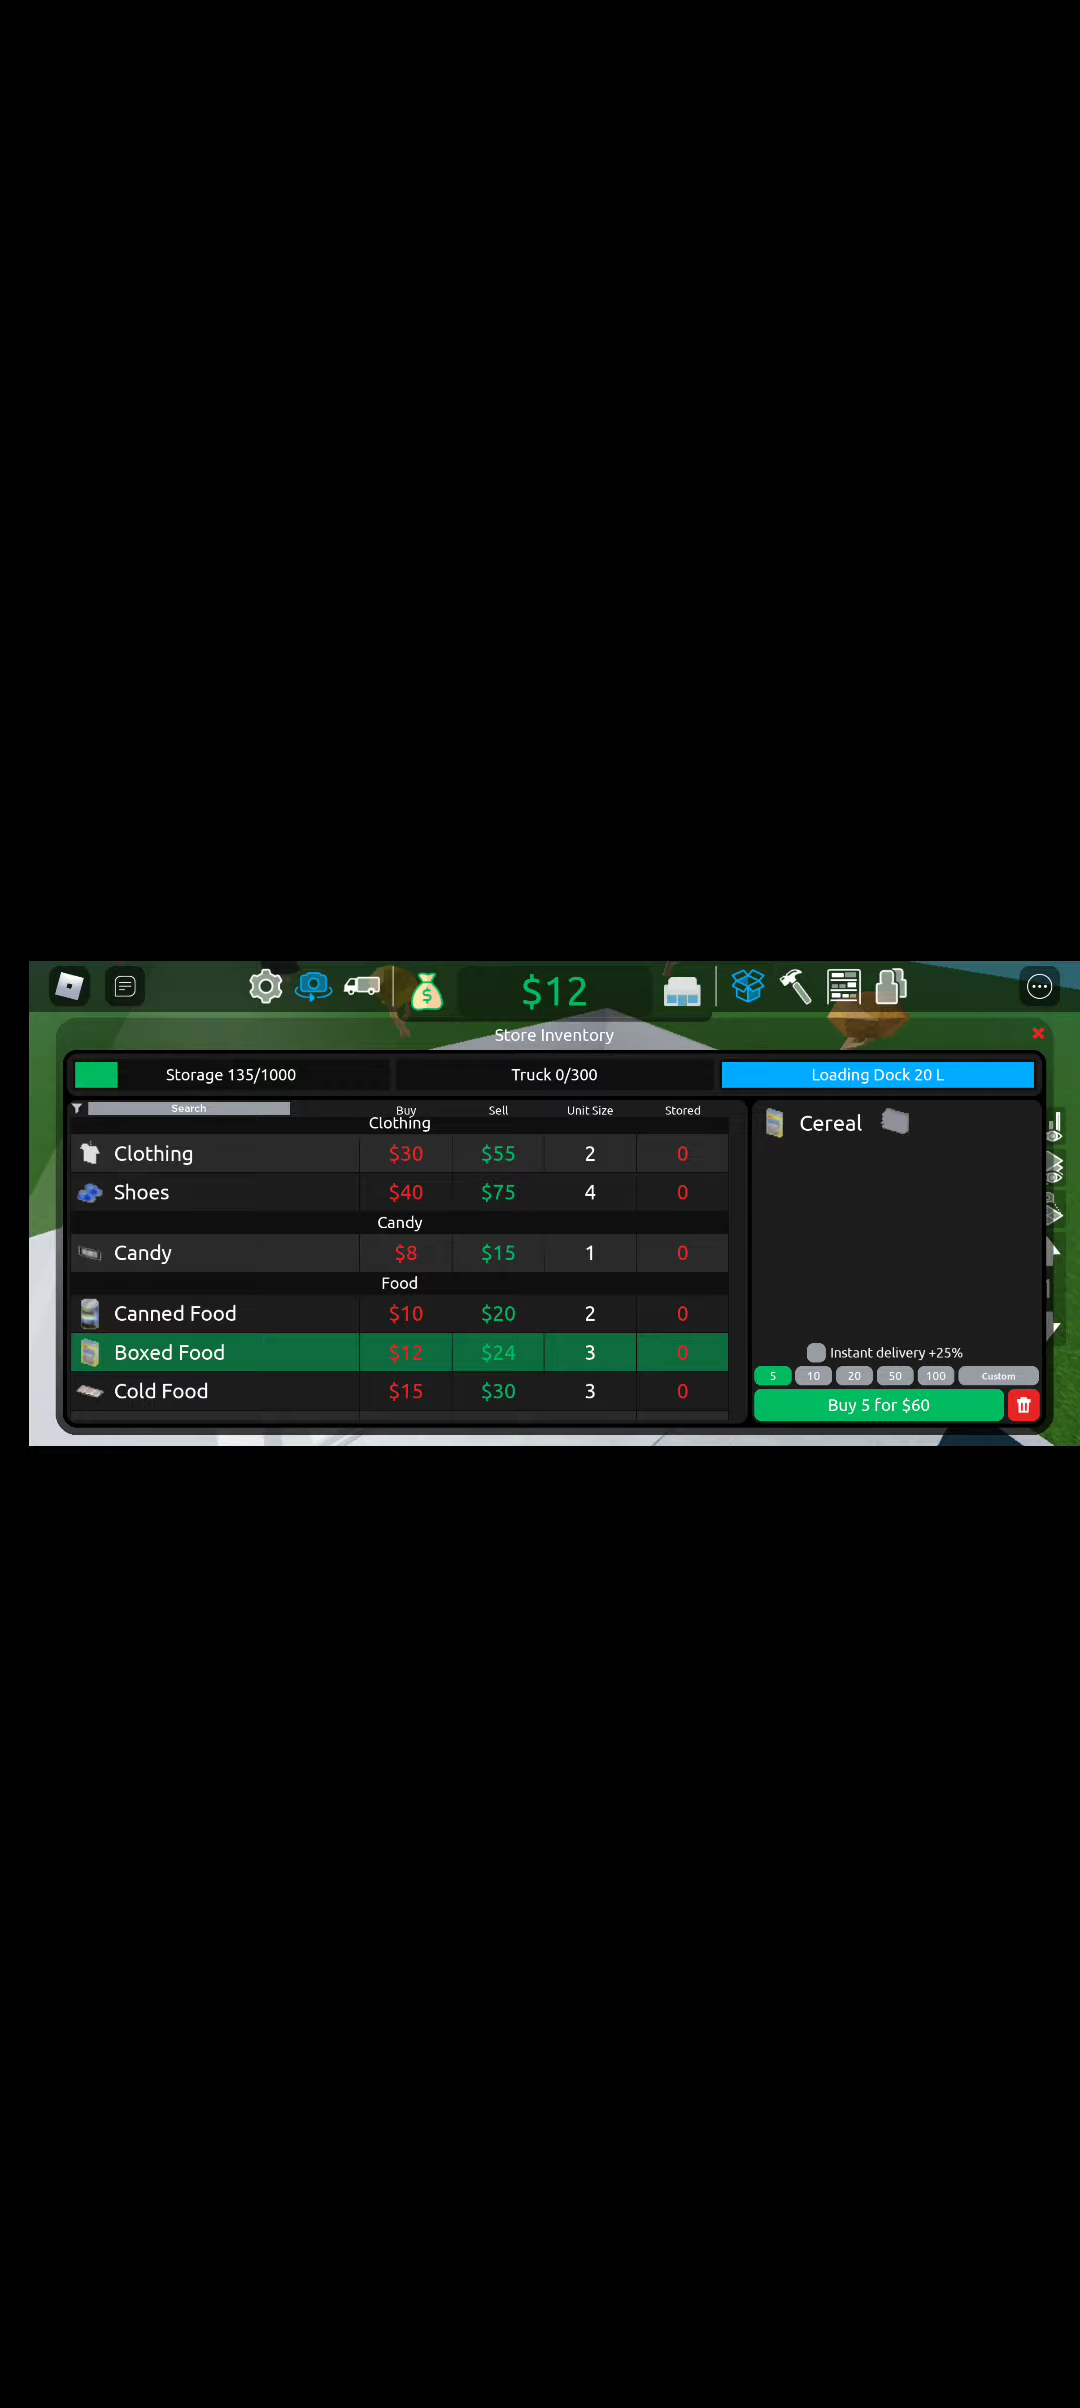 $12
Store Inventory
Storage 135/1000 Truck 0/300 Loading Dock 20 L
Search Buy Sell Unit Size Stored
Clothing
Clothing $30 $55 2 0
Shoes $40 $75 4 0
Candy
Candy $8 $15 1 0
Food
Canned Food $10 $20 2 0
Boxed Food $12 $24 3 0
Cold Food $15 $30 3 0
Cereal
Instant delivery +25%
5 10 20 50 100 Custom
Buy 5 for $60